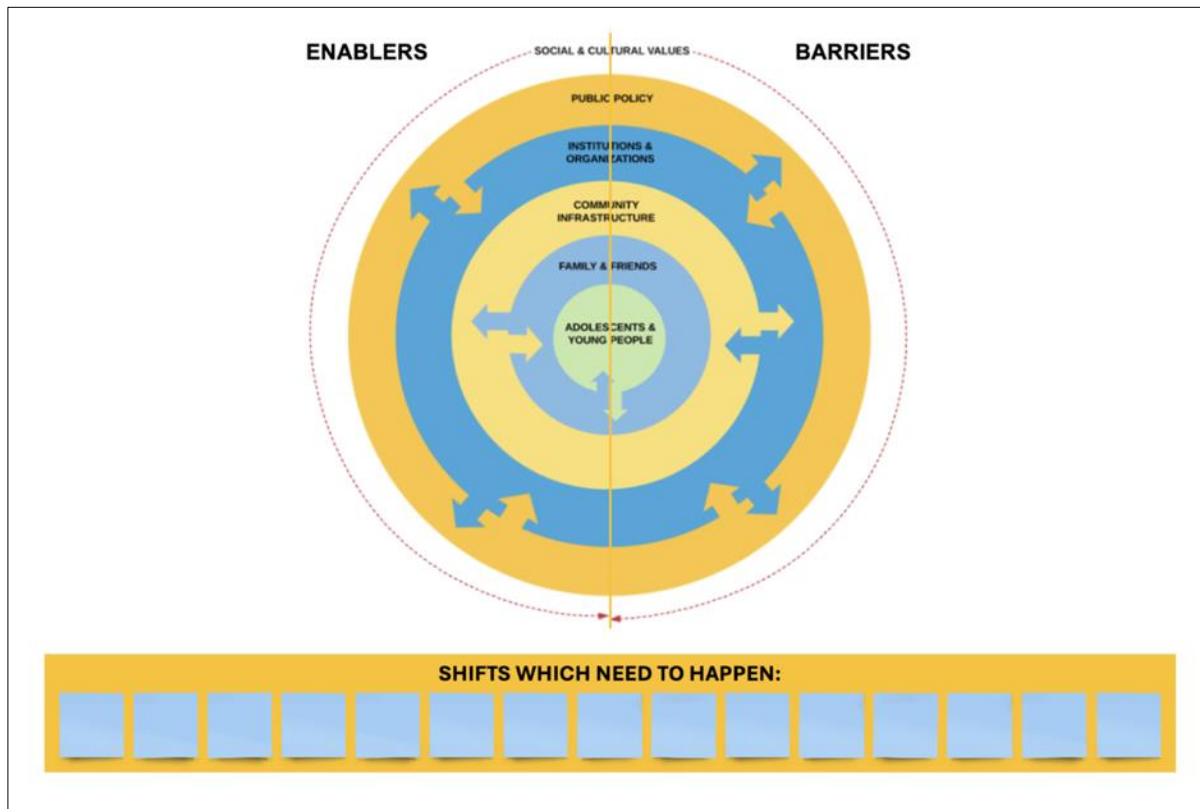 ENABLERS
SOCIAL & CULTURAL VALUES
BARRIERS
PUBLIC POLICY
INSTITUTIONS &
ORGANIZATIONS
COMMUNITY
INFRASTRUCTURE
FAMILY & FRIENDS
ADOLESCENTS &
YOUNG PEOPLE
SHIFTS WHICH NEED TO HAPPEN: